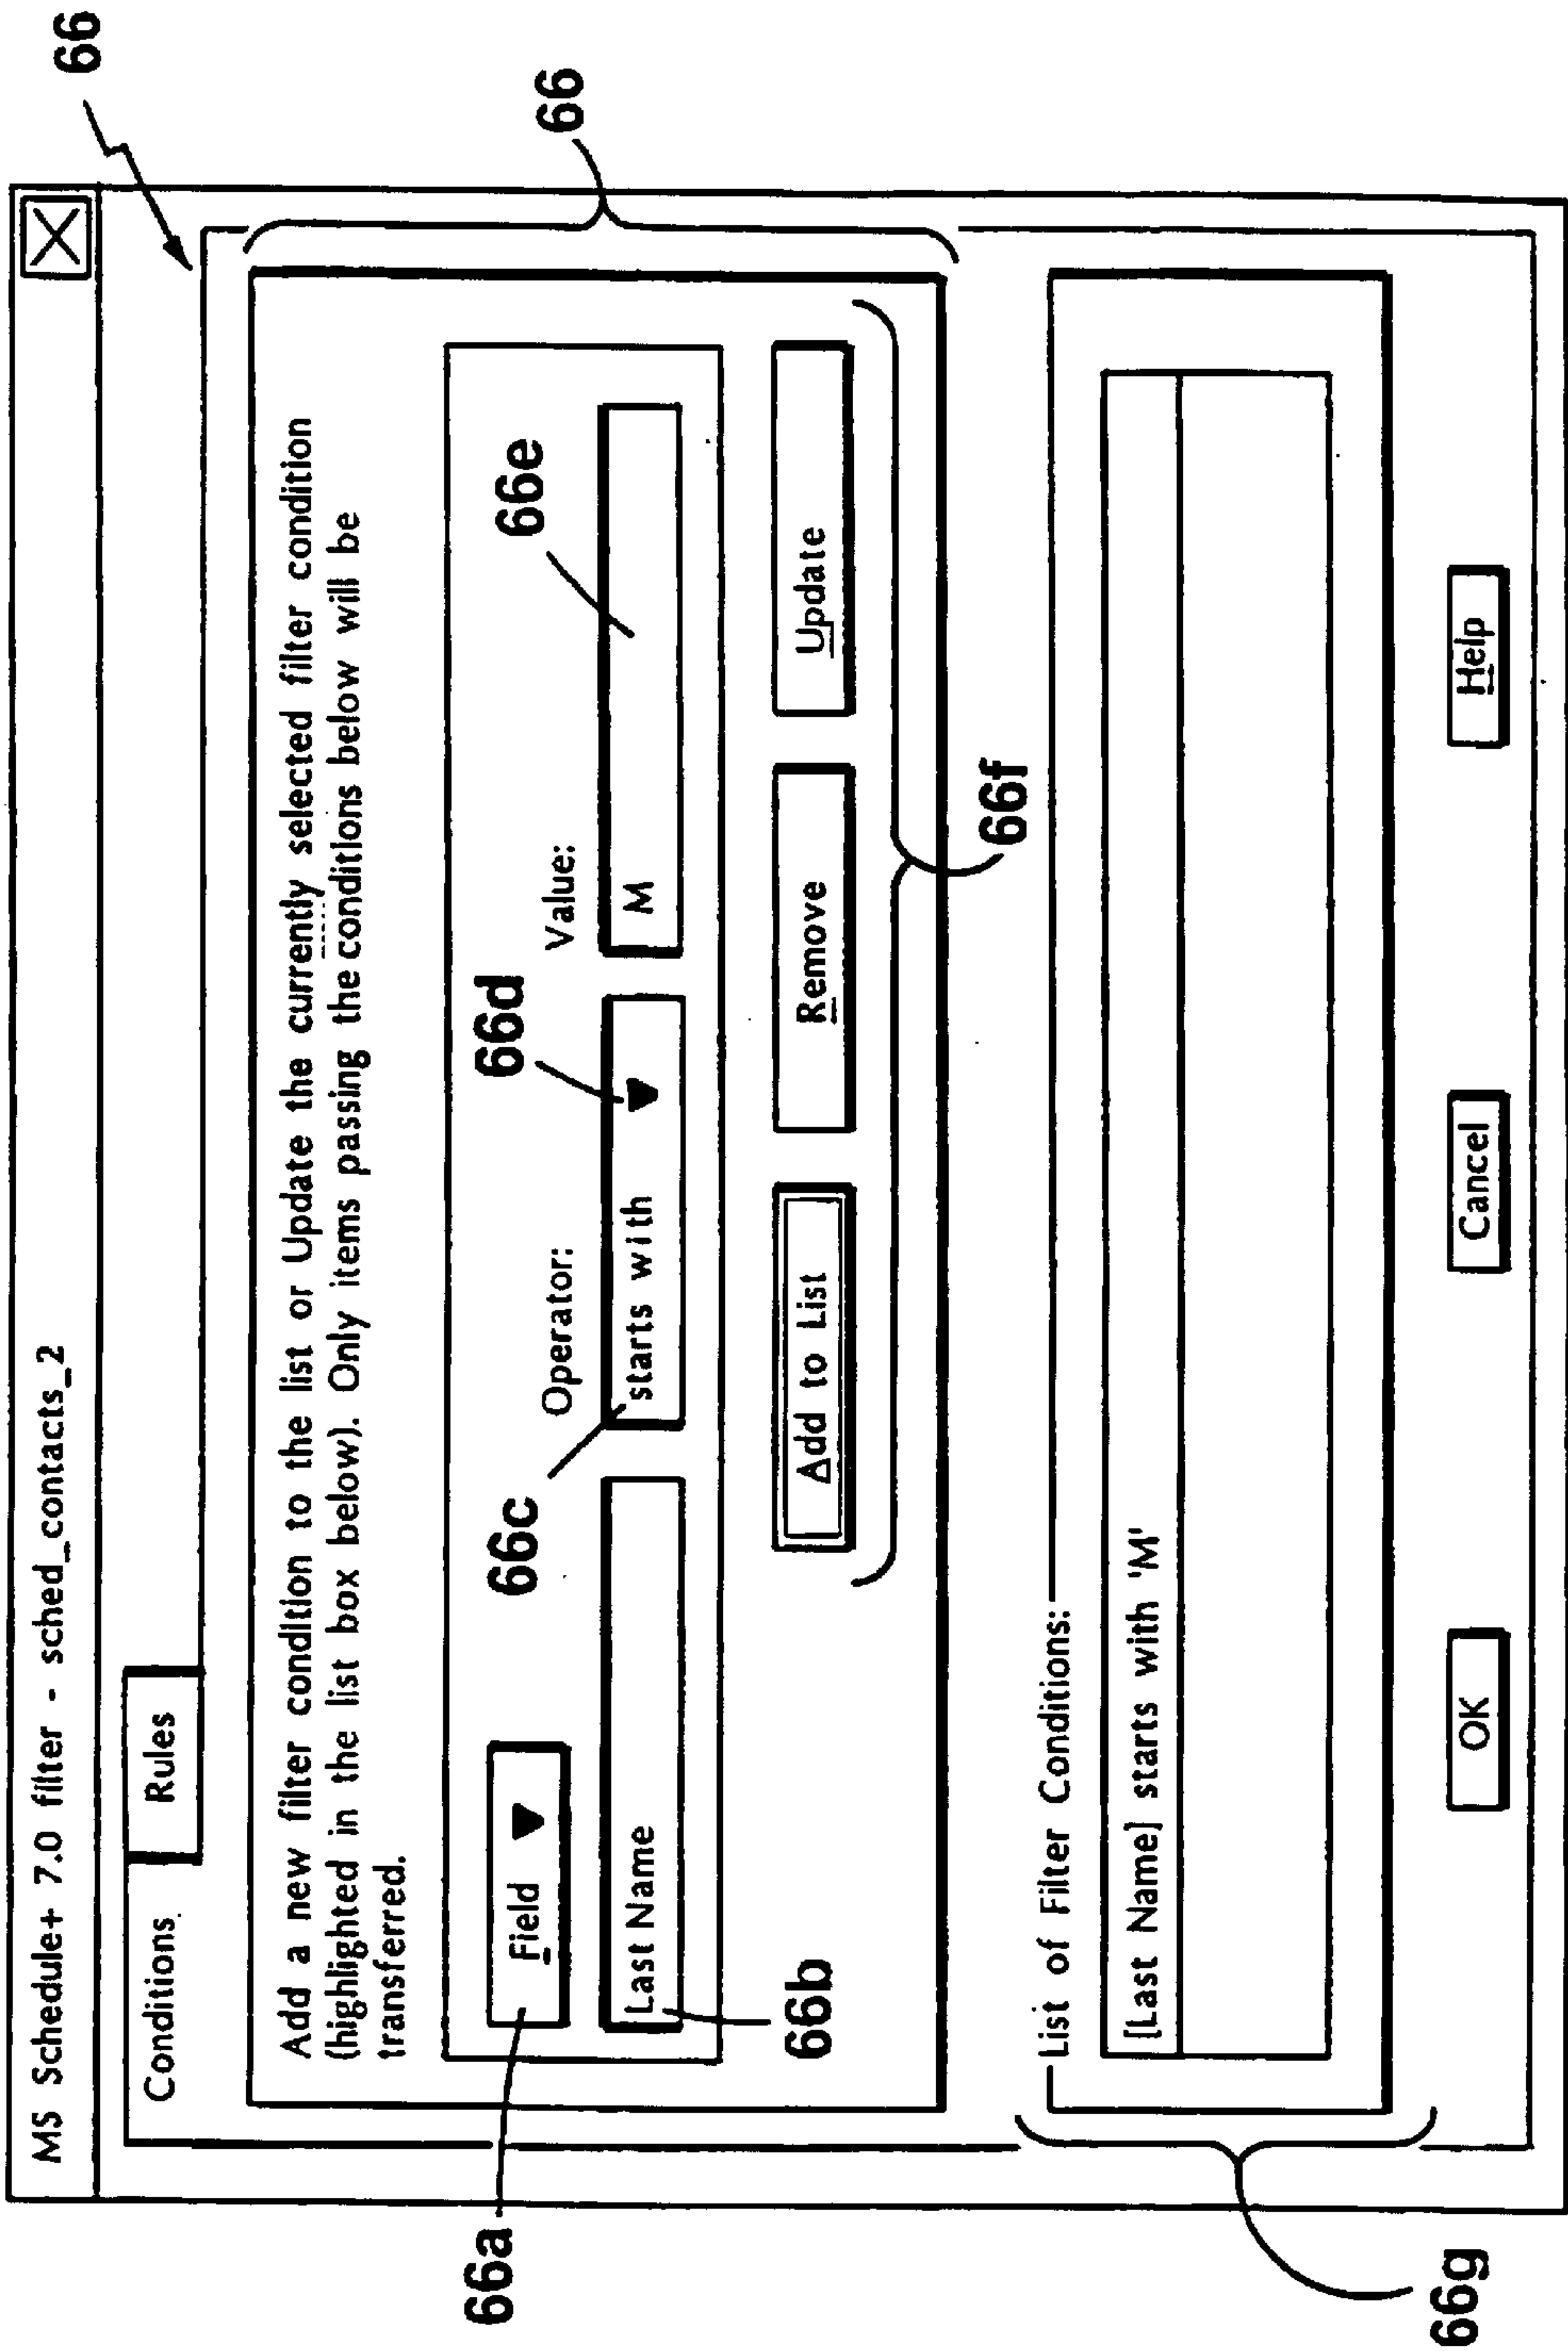 66
MS Schedule+ 7.0 filter - sched_contacts_2
Conditions
Rules
66
Add a new filter condition to the list or Update the currently selected filter condition
(highlighted in the list box below). Only items passing the conditions below will be
transferred.
66a
Field
66c
66d
66e
Operator:
Value:
Last Name
starts with
M
66b
Add to List
Remove
Update
66f
List of Filter Conditions:
[Last Name] starts with 'M'
66g
OK
Cancel
Help